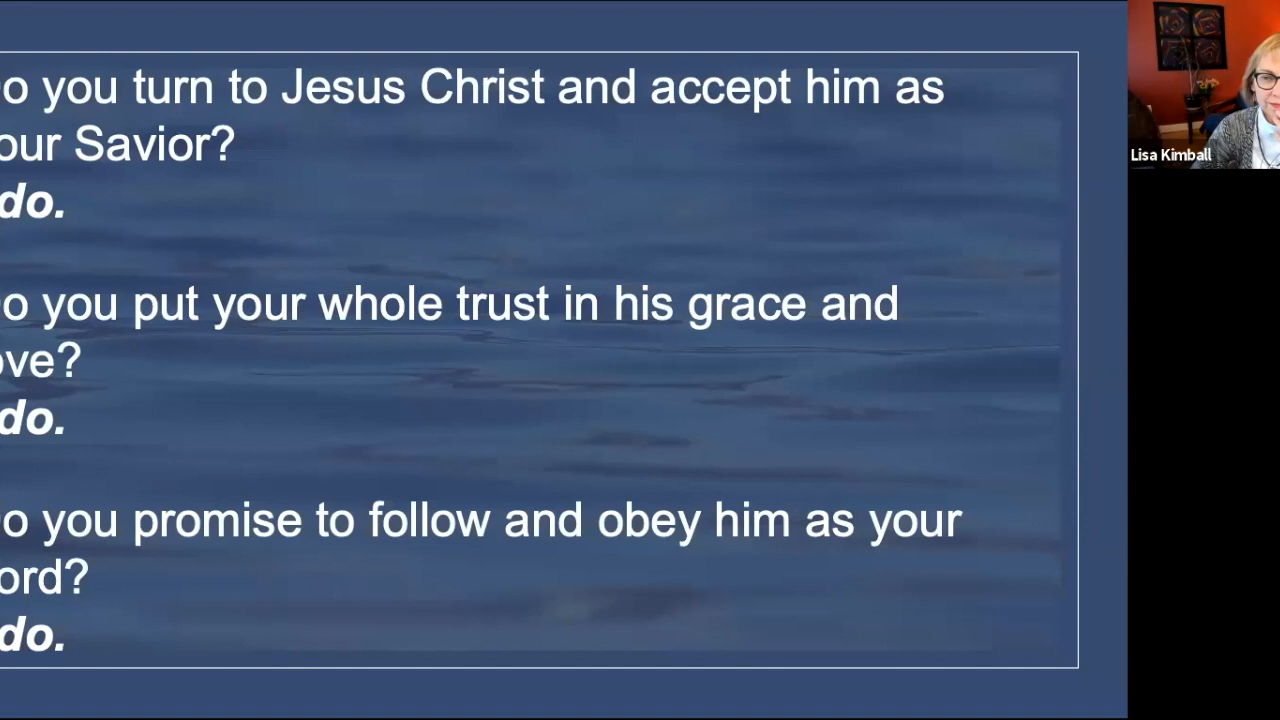 o you turn to Jesus Christ and accept him as
our Savior?
do.
o you put your whole trust in his grace and
ove?
do.
o you promise to follow and obey him as your
ord?
do.
Lisa Kimball